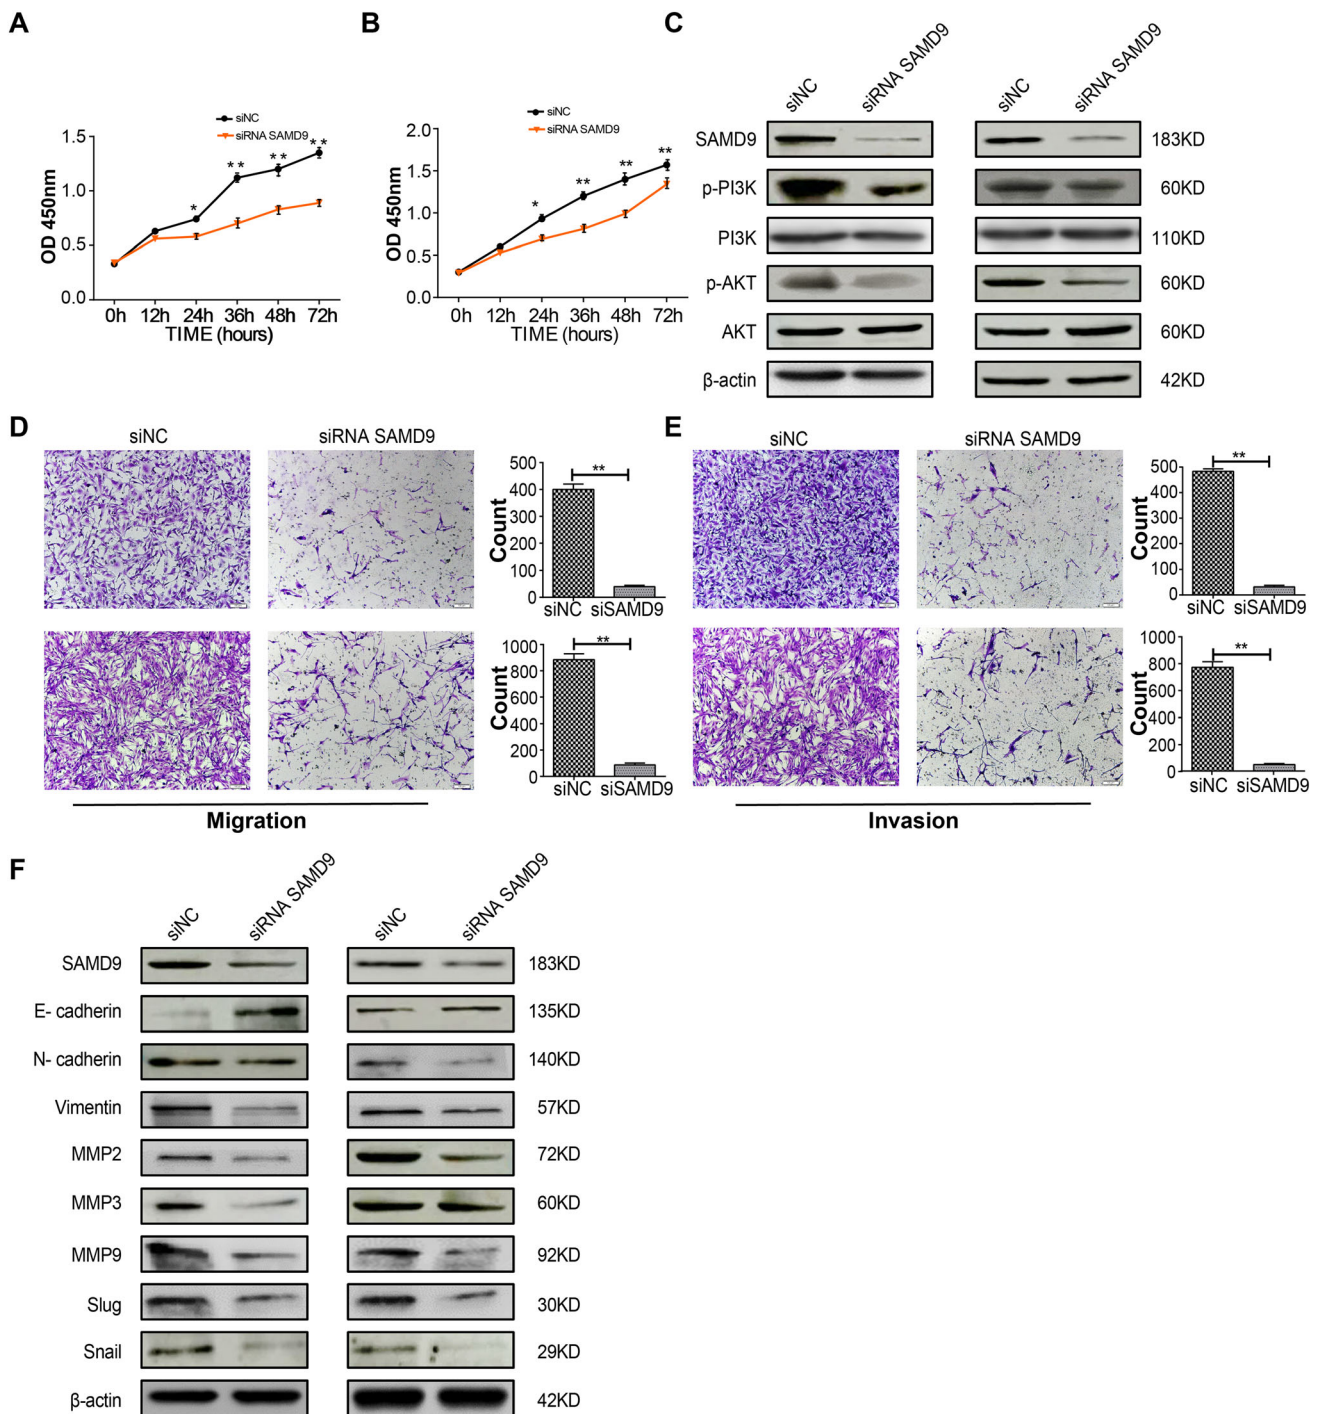 A
siNC
siRNA SAMD9
**
**
**
*
1.5
1.0
0.5
0.0
OD 450nm
0h 12h 24h 36h 48h 72h
TIME (hours)
B
siNC
siRNA SAMD9
**
**
**
*
2.0
1.5
1.0
0.5
0.0
OD 450nm
0h 12h 24h 36h 48h 72h
TIME (hours)
C
siNC siRNA SAMD9 siNC siRNA SAMD9
SAMD9 183KD
p-PI3K 60KD
PI3K 110KD
p-AKT 60KD
AKT 60KD
β-actin 42KD
D
siNC siRNA SAMD9
500
400
300
200
100
0
Count
**
siNC siSAMD9
1000
800
600
400
200
0
Count
**
siNC siSAMD9
Migration
E
siNC siRNA SAMD9
500
400
300
200
100
0
Count
**
siNC siSAMD9
1000
800
600
400
200
0
Count
**
siNC siSAMD9
Invasion
F
siNC siRNA SAMD9 siNC siRNA SAMD9
SAMD9 183KD
E- cadherin 135KD
N- cadherin 140KD
Vimentin 57KD
MMP2 72KD
MMP3 60KD
MMP9 92KD
Slug 30KD
Snail 29KD
β-actin 42KD